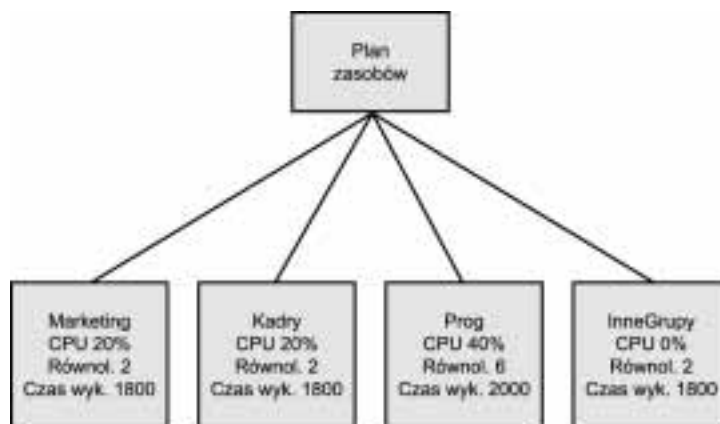 Plan
zasobów
Marketing
CPU 20%
Równol. 2
Czas wyk. 1800
Kadry
CPU 20%
Równol. 2
Czas wyk. 1800
Prog
CPU 40%
Równol. 6
Czas wyk. 2000
InneGrupy
CPU 0%
Równol. 2
Czas wyk. 1800